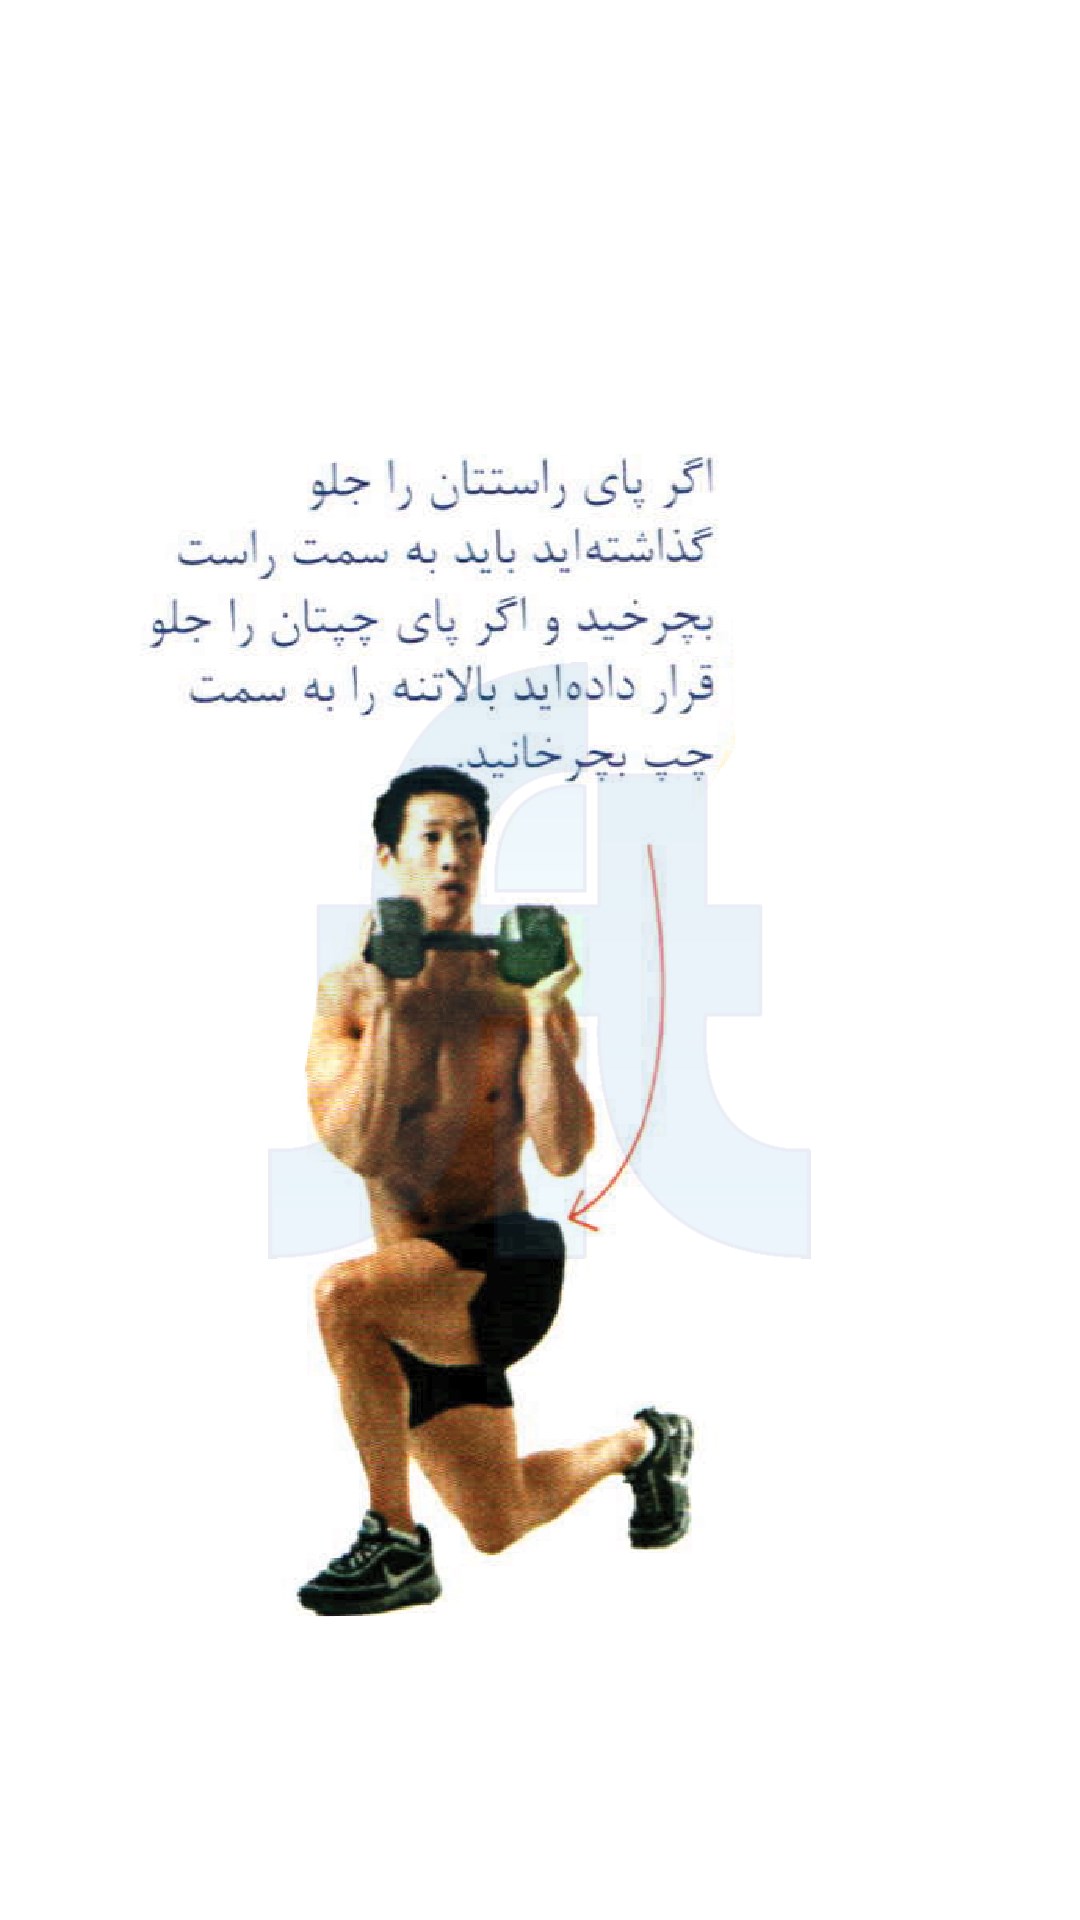 اگر پای راستتان را جلو
گذاشته‌اید باید به سمت راست
بچرخید و اگر پای چپتان را جلو
قرار داده‌اید بالاتنه را به سمت
چپ بچرخانید.